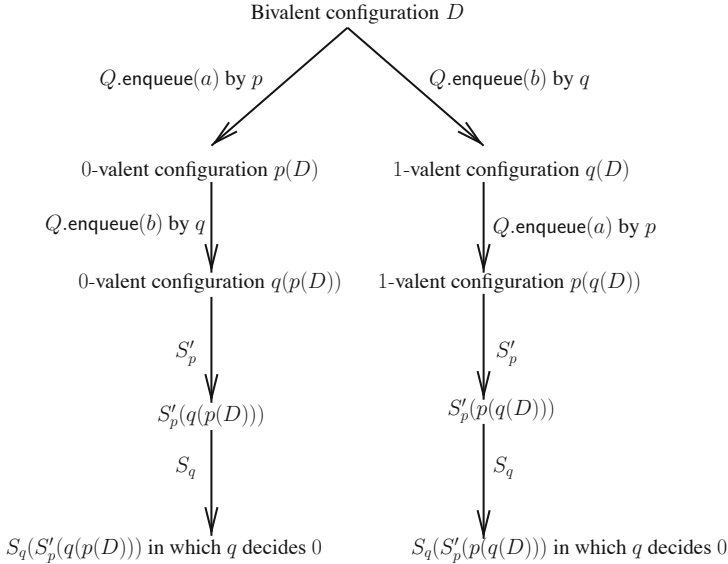 Bivalent configuration D
Q.enqueue(a) by p
Q.enqueue(b) by q
0-valent configuration p(D)
1-valent configuration q(D)
Q.enqueue(b) by q
Q.enqueue(a) by p
0-valent configuration q(p(D))
1-valent configuration p(q(D))
S′p
S′p
S′p(q(p(D)))
S′p(p(q(D)))
Sq
Sq
Sq(S′p(q(p(D))) in which q decides 0
Sq(S′p(p(q(D))) in which q decides 0